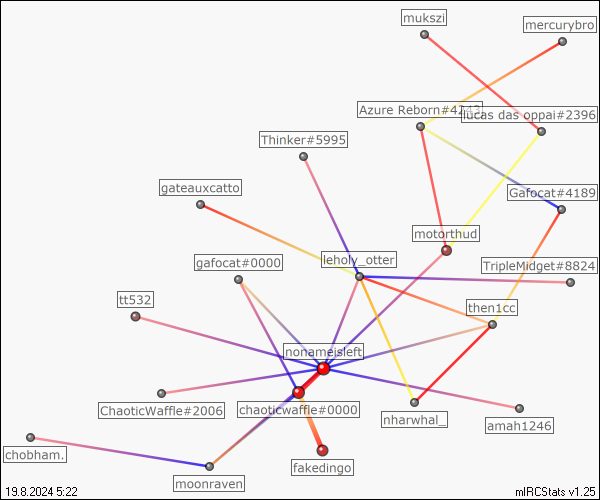 mukszi
mercurybro
Azure Reborn#4243
lucas das oppai#2396
Thinker#5995
gateauxcatto
Gafocat#4189
motorthud
gafocat#0000
leholy_otter
TripleMidget#8824
tt532
then1cc
nonameisleft
ChaoticWaffle#2006
chaoticwaffle#0000
nharwhal_
amah1246
chobham.
fakedingo
moonraven
19.8.2024 5:22
mIRCStats v1.25